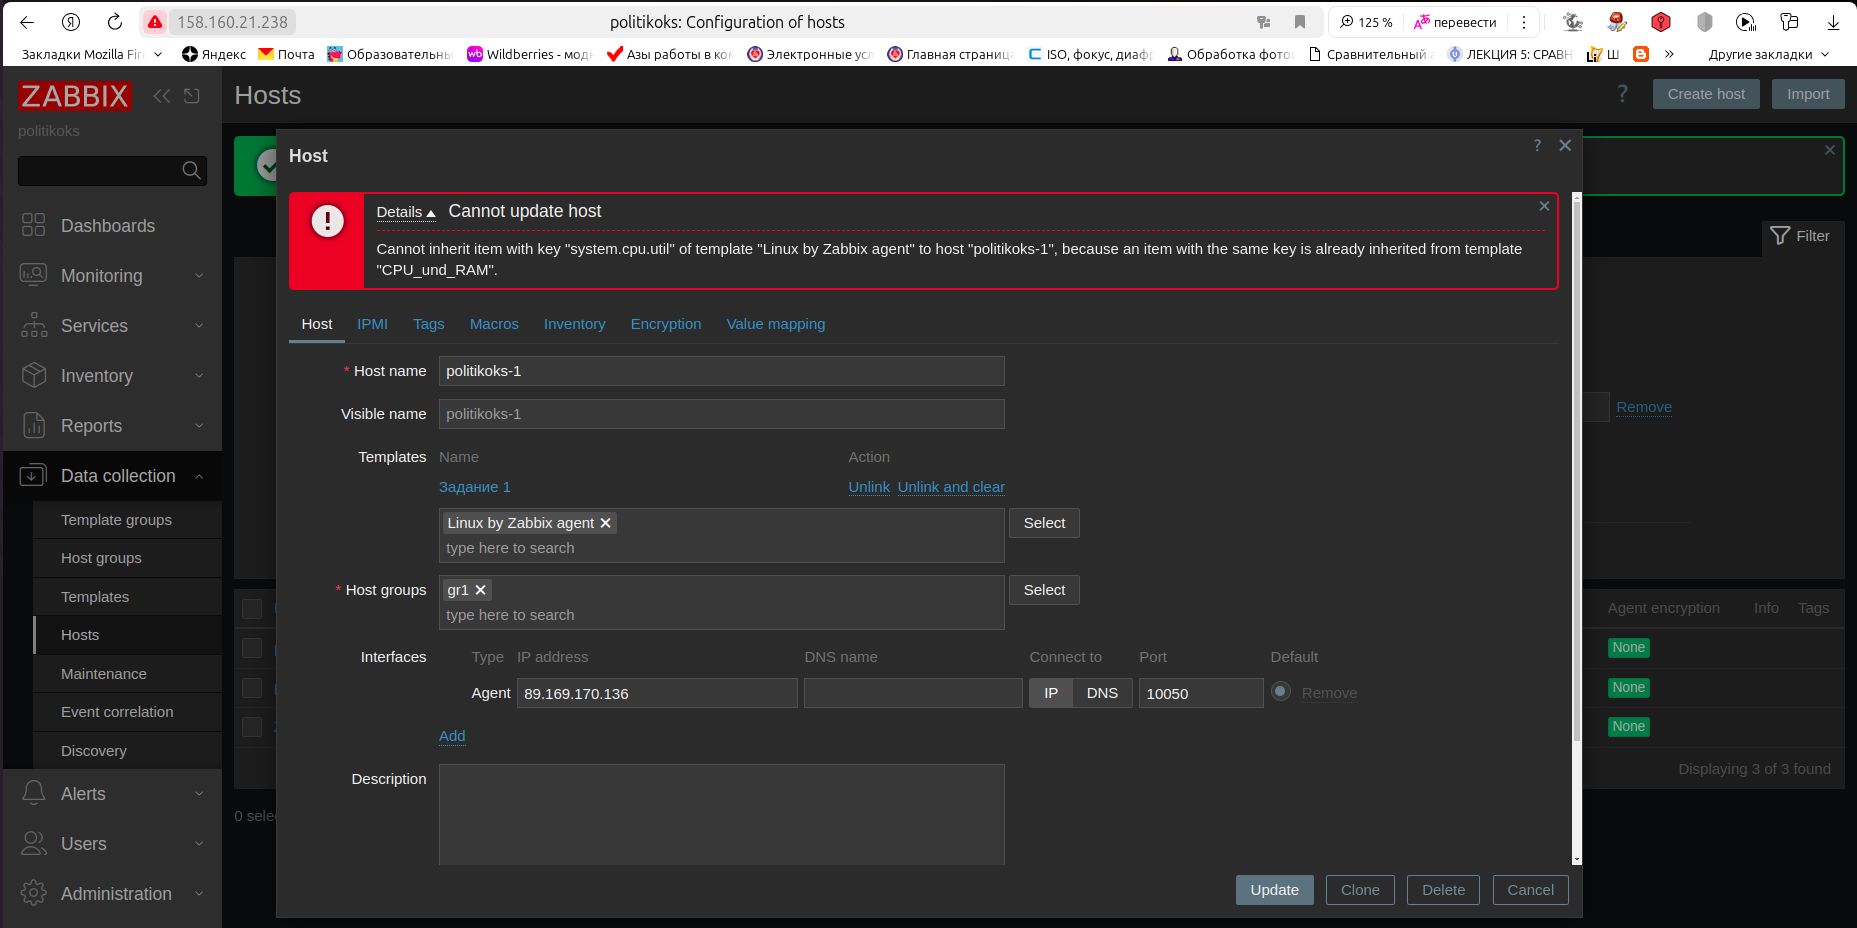 158.160.21.238
politikoks: Configuration of hosts
125 %
перевести
Закладки Mozilla Fir
Яндекс
Почта
Образовательны
Wildberries - мод
Азы работы в ко
Электронные усл
Главная страница
ISO, фокус, диаф
Обработка фото
Сравнительный
ЛЕКЦИЯ 5: СРАВН
Ш
»
Другие закладки
ZABBIX
politikoks
Hosts
?
Create host
Import
Dashboards
Monitoring
Services
Inventory
Reports
Data collection
Template groups
Host groups
Templates
Hosts
Maintenance
Event correlation
Discovery
Alerts
Users
Administration
Host
?
Details
Cannot update host
Cannot inherit item with key "system.cpu.util" of template "Linux by Zabbix agent" to host "politikoks-1", because an item with the same key is already inherited from template
"CPU_und_RAM".
Host IPMI Tags Macros Inventory Encryption Value mapping
* Host name politikoks-1
Visible name politikoks-1
Templates Name Action
Задание 1 Unlink Unlink and clear
Linux by Zabbix agent
Select
type here to search
* Host groups gr1
Select
type here to search
Interfaces Type IP address DNS name Connect to Port Default
Agent 89.169.170.136 IP DNS 10050 Remove
Add
Description
Update
Clone
Delete
Cancel
Filter
Remove
Agent encryption Info Tags
None
None
None
Displaying 3 of 3 found
0 sele